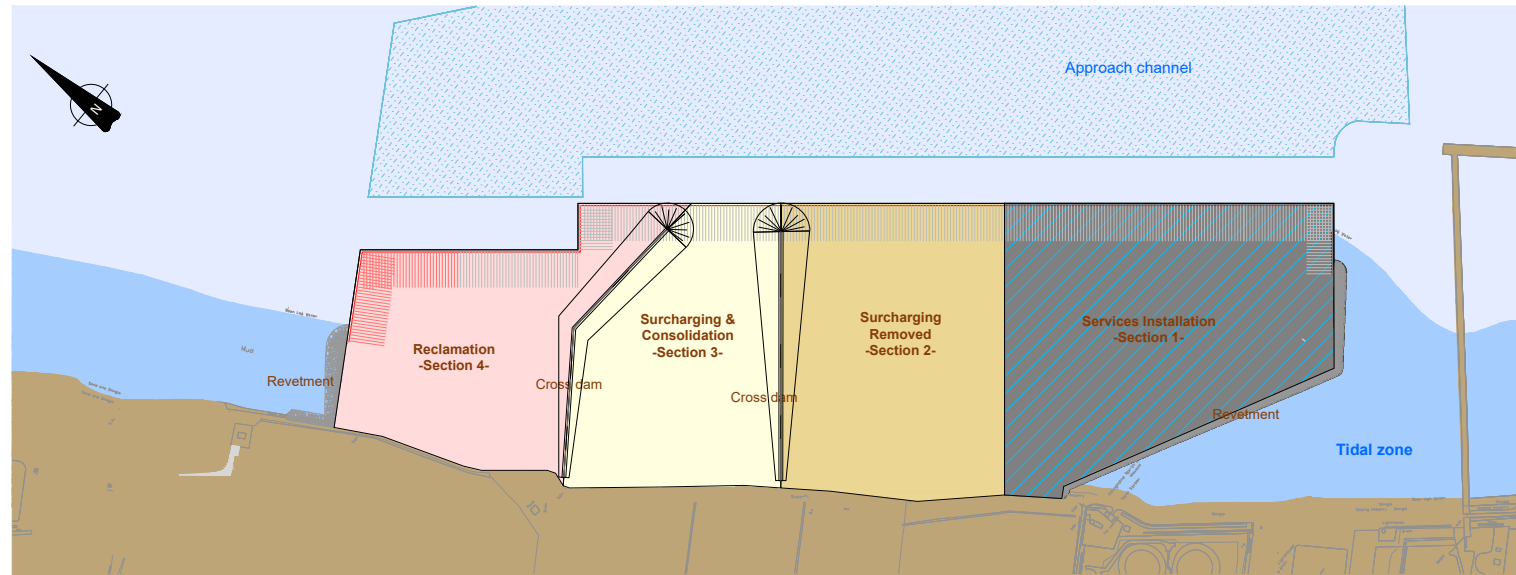 Approach channel
N
Surcharging &
Consolidation
-Section 3-
Surcharging
Removed
-Section 2-
Services Installation
-Section 1-
Reclamation
-Section 4-
Mud
Revetment
Cross dam
Cross dam
Revetment
Tidal zone